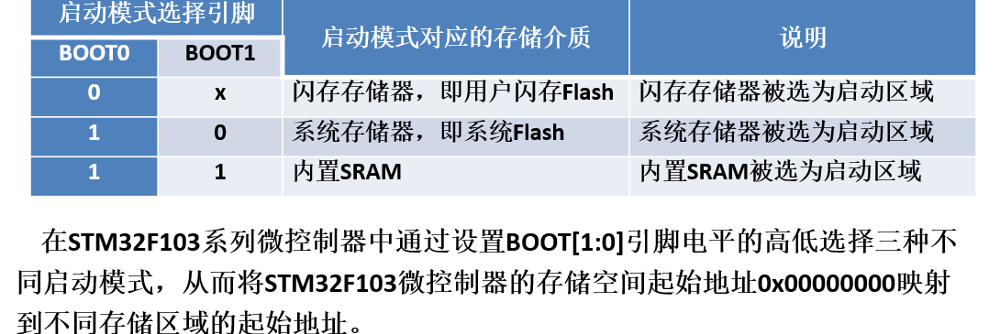 启动模式选择引脚 启动模式对应的存储介质 说明
BOOT0 BOOT1
0 x 闪存存储器，即用户闪存Flash 闪存存储器被选为启动区域
1 0 系统存储器，即系统Flash 系统存储器被选为启动区域
1 1 内置SRAM 内置SRAM被选为启动区域
在STM32F103系列微控制器中通过设置BOOT[1:0]引脚电平的高低选择三种不
同启动模式，从而将STM32F103微控制器的存储空间起始地址0x00000000映射
到不同存储区域的起始地址。